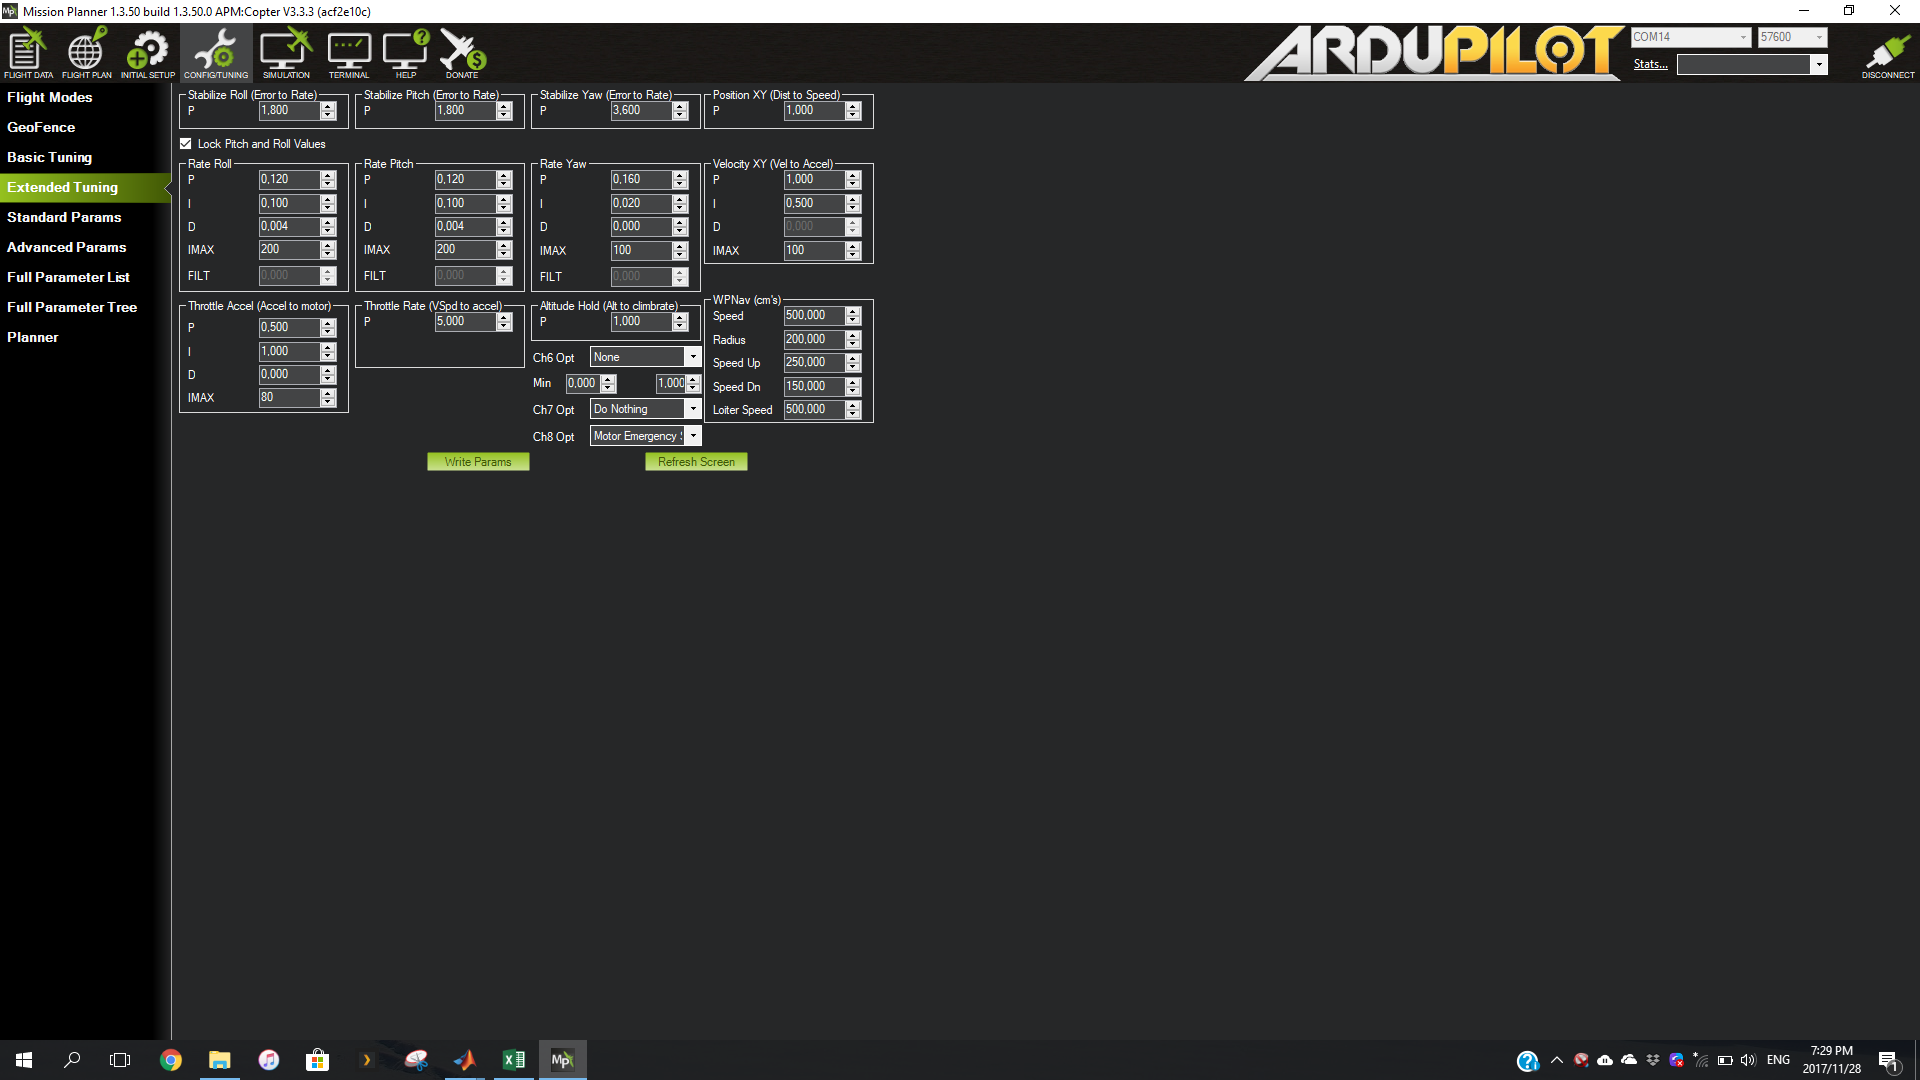 Mission Planner 1.3.50 build 1.3.50.0 APM:Copter V3.3.3 (acf2e10c)
FLIGHT DATA FLIGHT PLAN INITIAL SETUP CONFIG/TUNING SIMULATION TERMINAL HELP DONATE
ARDUPILOT
COM14 57600
Stats...
DISCONNECT
Flight Modes
GeoFence
Basic Tuning
Extended Tuning
Standard Params
Advanced Params
Full Parameter List
Full Parameter Tree
Planner
Stabilize Roll (Error to Rate)
P 1,800
Stabilize Pitch (Error to Rate)
P 1,800
Stabilize Yaw (Error to Rate)
P 3,600
Position XY (Dist to Speed)
P 1,000
Lock Pitch and Roll Values
Rate Roll
P 0,120
I 0,100
D 0,004
IMAX 200
FILT 0,000
Rate Pitch
P 0,120
I 0,100
D 0,004
IMAX 200
FILT 0,000
Rate Yaw
P 0,160
I 0,020
D 0,000
IMAX 100
FILT 0,000
Velocity XY (Vel to Accel)
P 1,000
I 0,500
D 0,000
IMAX 100
Throttle Accel (Accel to motor)
P 0,500
I 1,000
D 0,000
IMAX 80
Throttle Rate (VSpd to accel)
P 5,000
Altitude Hold (Alt to climbrate)
P 1,000
Ch6 Opt None
Min 0,000 1,000
Ch7 Opt Do Nothing
Ch8 Opt Motor Emergency
WPNav (cm's)
Speed 500,000
Radius 200,000
Speed Up 250,000
Speed Dn 150,000
Loiter Speed 500,000
Write Params
Refresh Screen
Mp
ENG
7:29 PM
2017/11/28
1